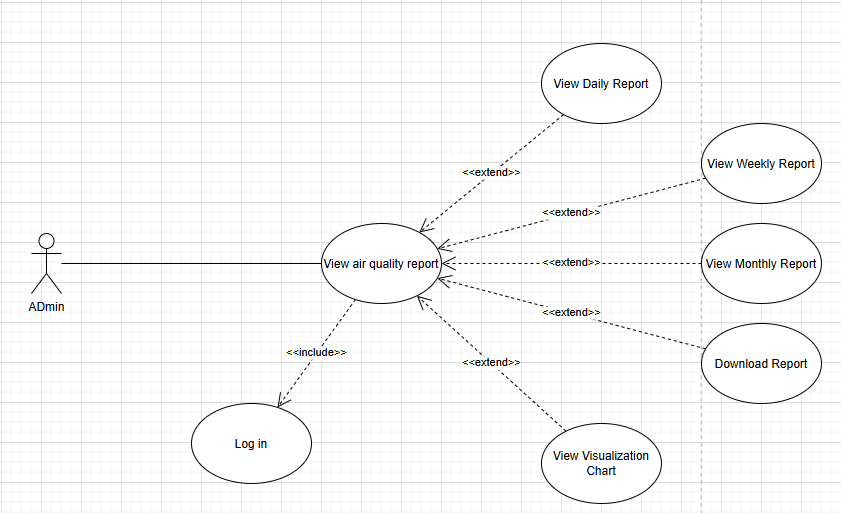 View Daily Report
<<extend>>
View Weekly Report
<<extend>>
View air quality report
<<extend>>
View Monthly Report
ADmin
<<extend>>
Download Report
<<include>>
<<extend>>
Log in
View Visualization
Chart